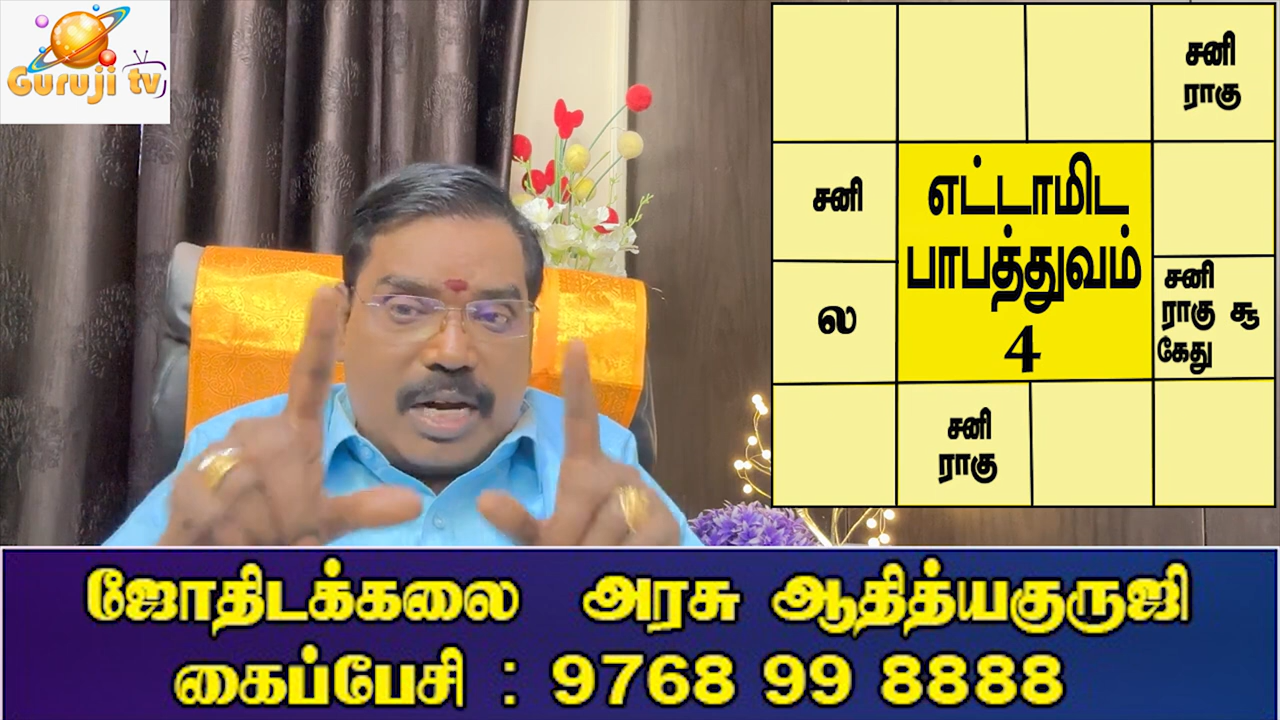 Guruji tv
சனி
ராகு
சனி
எட்டாமிட
பாபத்துவம்
4
ல
சனி
ராகு சூ
கேது
சனி
ராகு
ஜோதிடக்கலை அரசு ஆதித்யகுருஜி
கைப்பேசி : 9768 99 8888